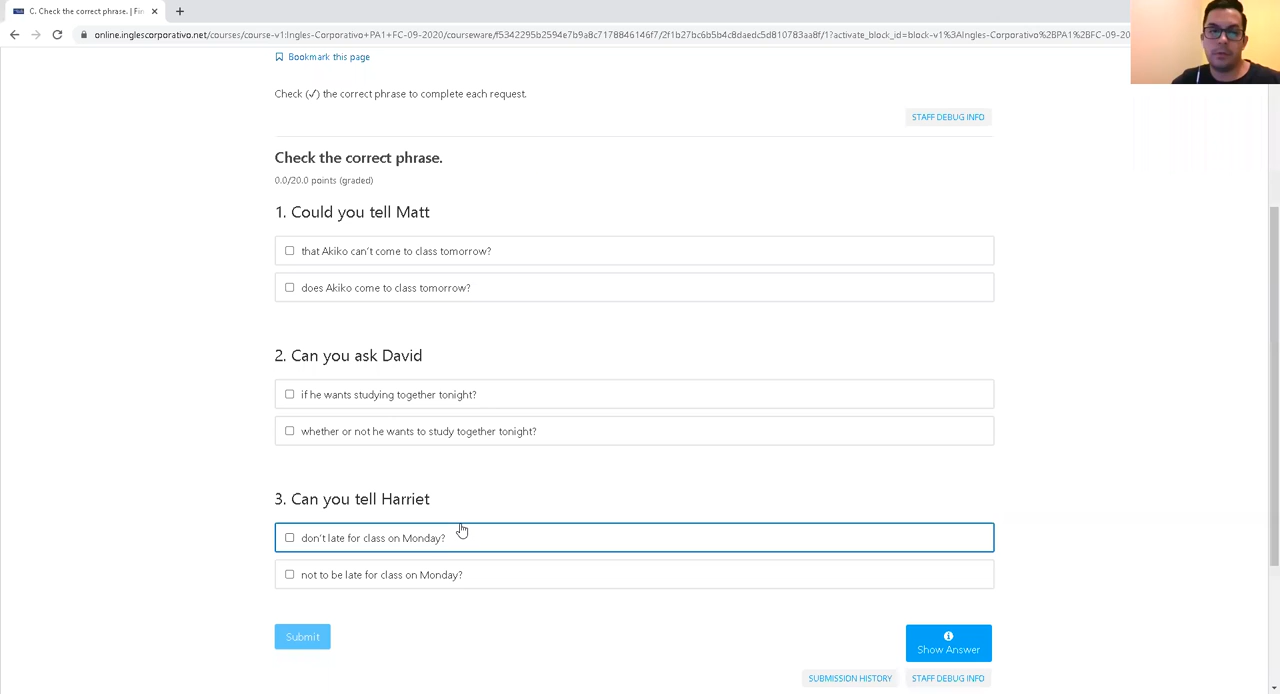 C. Check the correct phrase. | Fin
online.inglescorporativo.net/courses/course-v1:Ingles-Corporativo+PA1+FC-09-2020/courseware/f5342295b2594e7b9a8c7178846146f7/2f1b27bc6b5b4c8daedc5d810783aa8f/1?activate_block_id=block-v1%3AIngles-Corporativo%2BPA1%2BFC-09-20
Bookmark this page
Check (✓) the correct phrase to complete each request.
STAFF DEBUG INFO
Check the correct phrase.
0.0/20.0 points (graded)
1. Could you tell Matt
that Akiko can't come to class tomorrow?
does Akiko come to class tomorrow?
2. Can you ask David
if he wants studying together tonight?
whether or not he wants to study together tonight?
3. Can you tell Harriet
don't late for class on Monday?
not to be late for class on Monday?
Submit
Show Answer
SUBMISSION HISTORY
STAFF DEBUG INFO